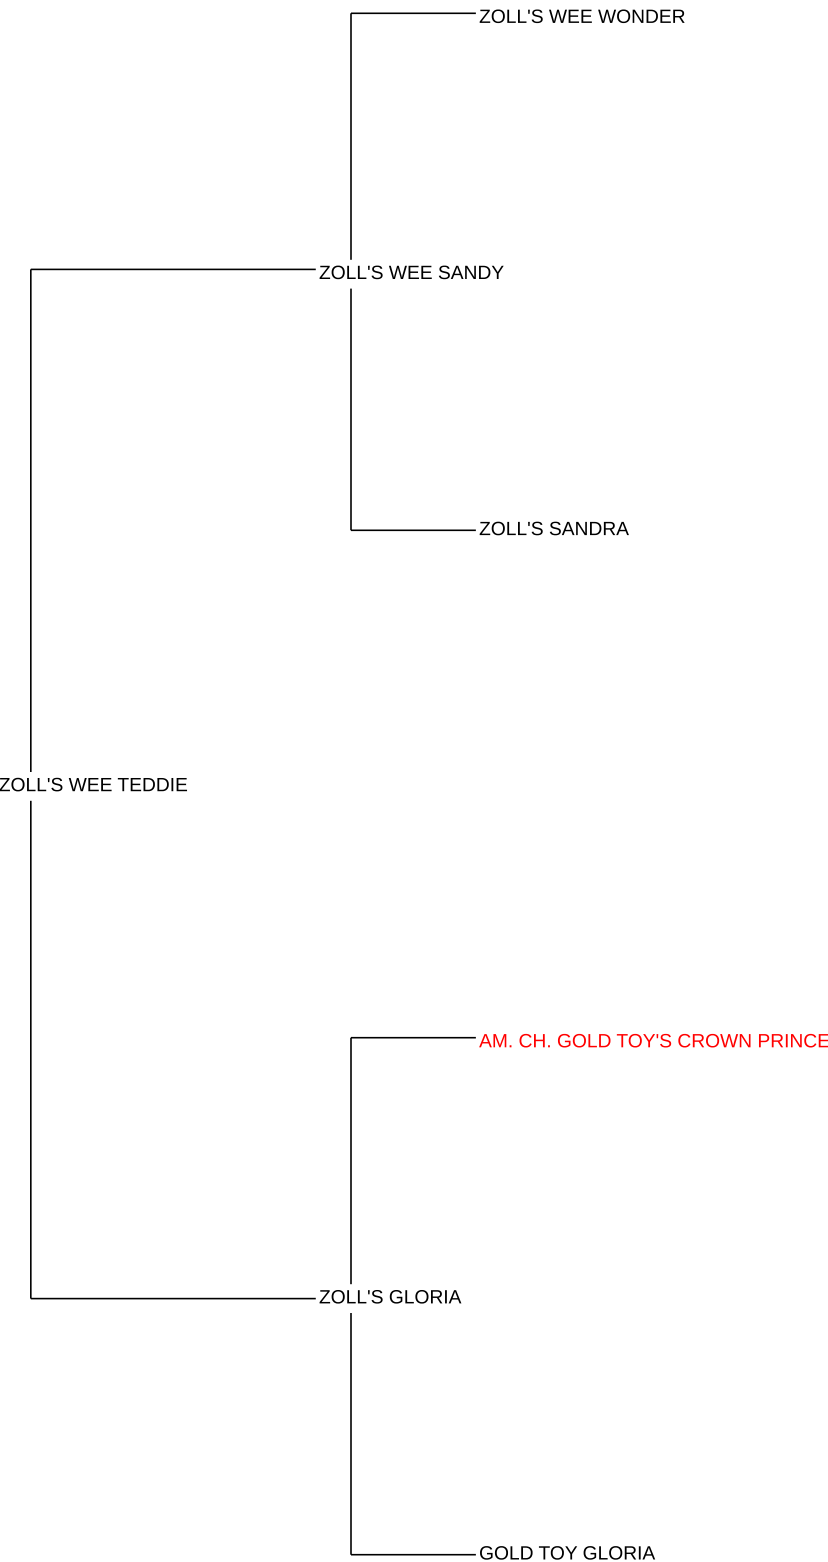 ZOLL'S WEE WONDER
ZOLL'S WEE SANDY
ZOLL'S SANDRA
ZOLL'S WEE TEDDIE
AM. CH. GOLD TOY'S CROWN PRINCE
ZOLL'S GLORIA
GOLD TOY GLORIA